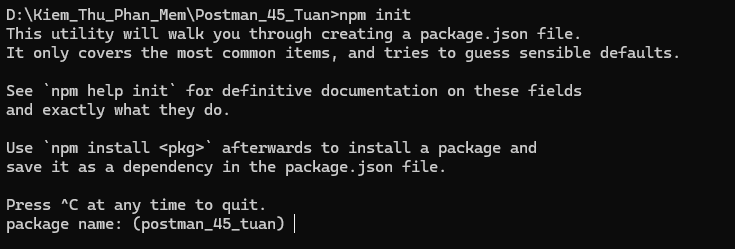 D:\Kiem_Thu_Phan_Mem\Postman_45_Tuan>npm init
This utility will walk you through creating a package.json file.
It only covers the most common items, and tries to guess sensible defaults.
See `npm help init` for definitive documentation on these fields
and exactly what they do.
Use `npm install <pkg>` afterwards to install a package and
save it as a dependency in the package.json file.
Press ^C at any time to quit.
package name: (postman_45_tuan)